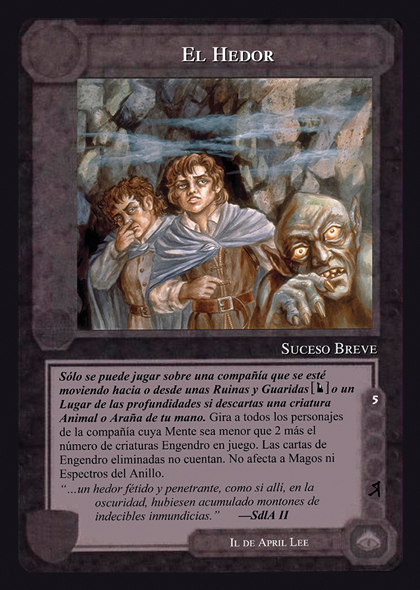 El Hedor
Suceso Breve
Sólo se puede jugar sobre una compañía que se esté
moviendo hacia o desde unas Ruinas y Guaridas [] o un
Lugar de las profundidades si descartas una criatura
Animal o Araña de tu mano. Gira a todos los personajes
de la compañía cuya Mente sea menor que 2 más el
número de criaturas Engendro en juego. Las cartas de
Engendro eliminadas no cuentan. No afecta a Magos ni
Espectros del Anillo.
“...un hedor fétido y penetrante, como si allí, en la
oscuridad, hubiesen acumulado montones de
indecibles inmundicias.” —SdlA II
5
Il de April Lee